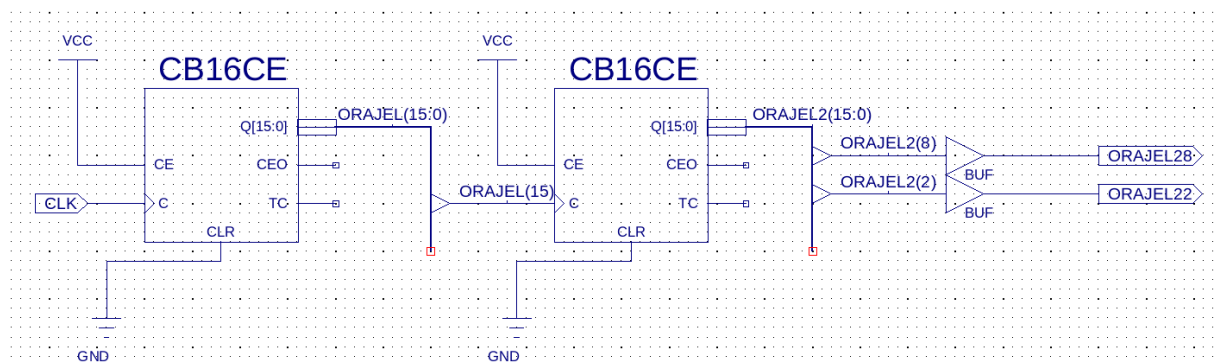 VCC
CB16CE
ORAJEL(15:0)
Q[15:0]
CE
CEO
CLK
C
TC
CLR
GND
ORAJEL(15)
VCC
CB16CE
ORAJEL2(15:0)
Q[15:0]
CE
CEO
C
TC
CLR
GND
ORAJEL2(8)
BUF
ORAJEL28
ORAJEL2(2)
BUF
ORAJEL22